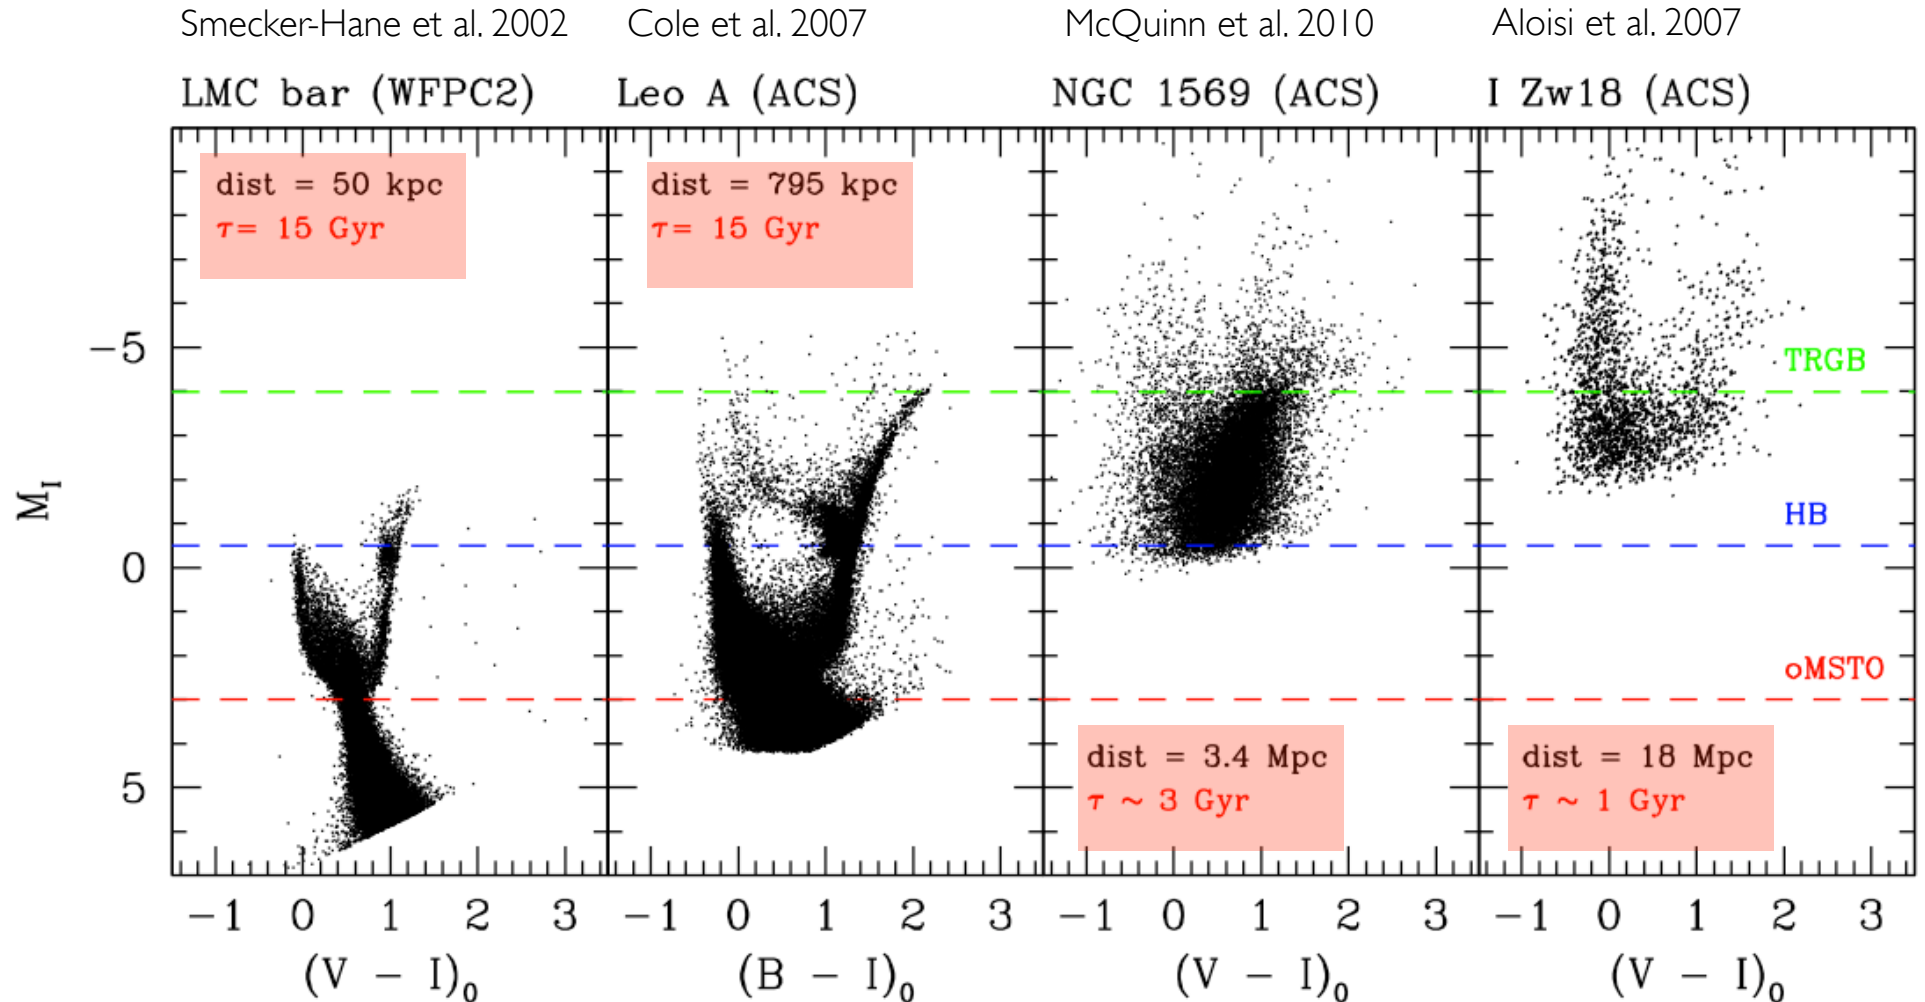 Smecker-Hane et al. 2002
Cole et al. 2007
McQuinn et al. 2010
Aloisi et al. 2007
LMC bar (WFPC2)
Leo A (ACS)
NGC 1569 (ACS)
I Zw18 (ACS)
dist = 50 kpc
τ= 15 Gyr
dist = 795 kpc
τ= 15 Gyr
TRGB
HB
oMSTO
dist = 3.4 Mpc
τ ~ 3 Gyr
dist = 18 Mpc
τ ~ 1 Gyr
M_I
−5
0
5
−1 0 1 2 3
−1 0 1 2 3
−1 0 1 2 3
−1 0 1 2 3
(V − I)₀
(B − I)₀
(V − I)₀
(V − I)₀